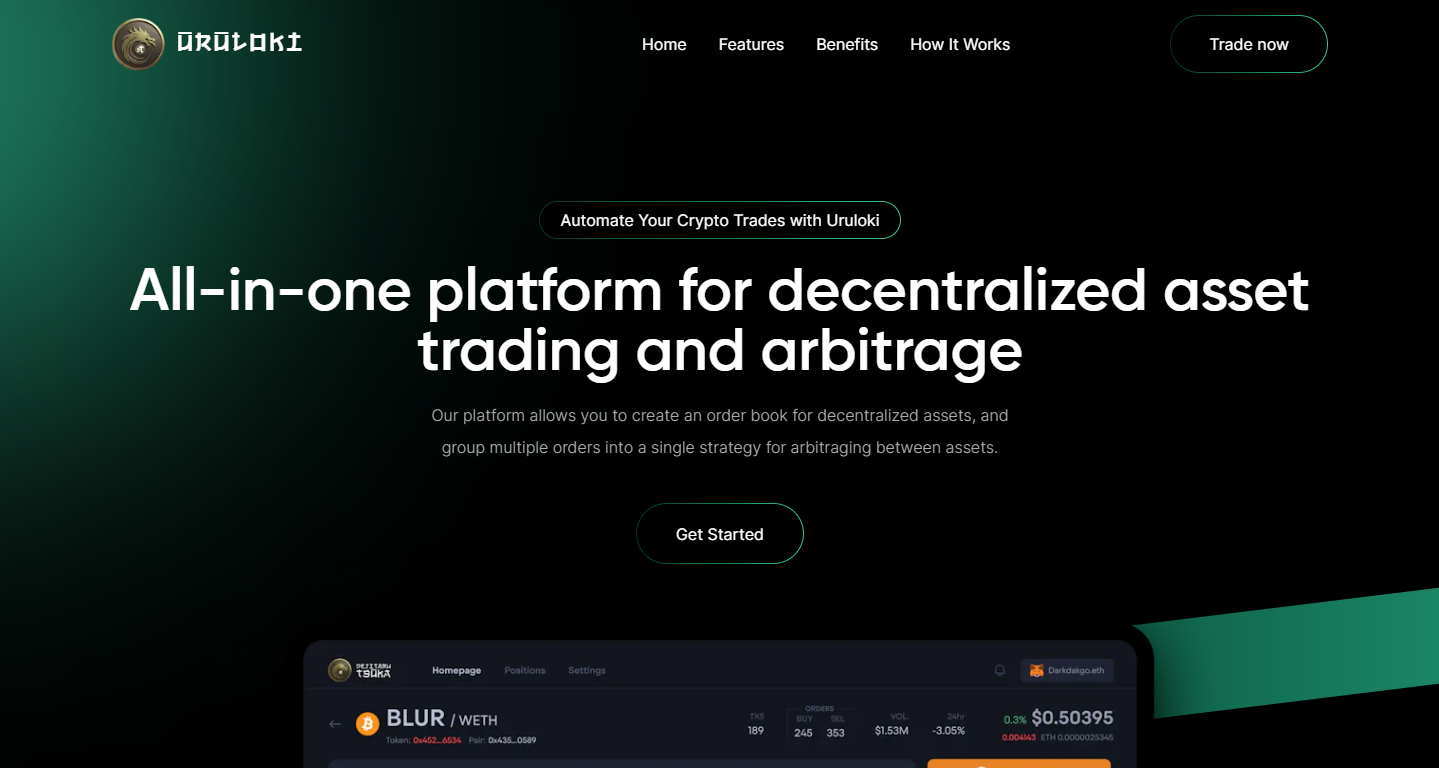 URULOKI
Home Features Benefits How It Works Trade now
Automate Your Crypto Trades with Uruloki
All-in-one platform for decentralized asset
trading and arbitrage
Our platform allows you to create an order book for decentralized assets, and
group multiple orders into a single strategy for arbitraging between assets.
Get Started
DEJITARU
TSUKA
Homepage Positions Settings Darkdakgo.eth
BLUR / WETH
Token: 0x452...6534 Psir: 0x435...0589
TXS
189
ORDERS
BUY SEL
245 353
VOL.
$1.53M
24hr
-3.05%
0.3% $0.50395
0.004143 ETH 0.0000025345